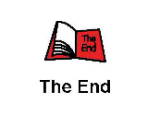 The
End
The End